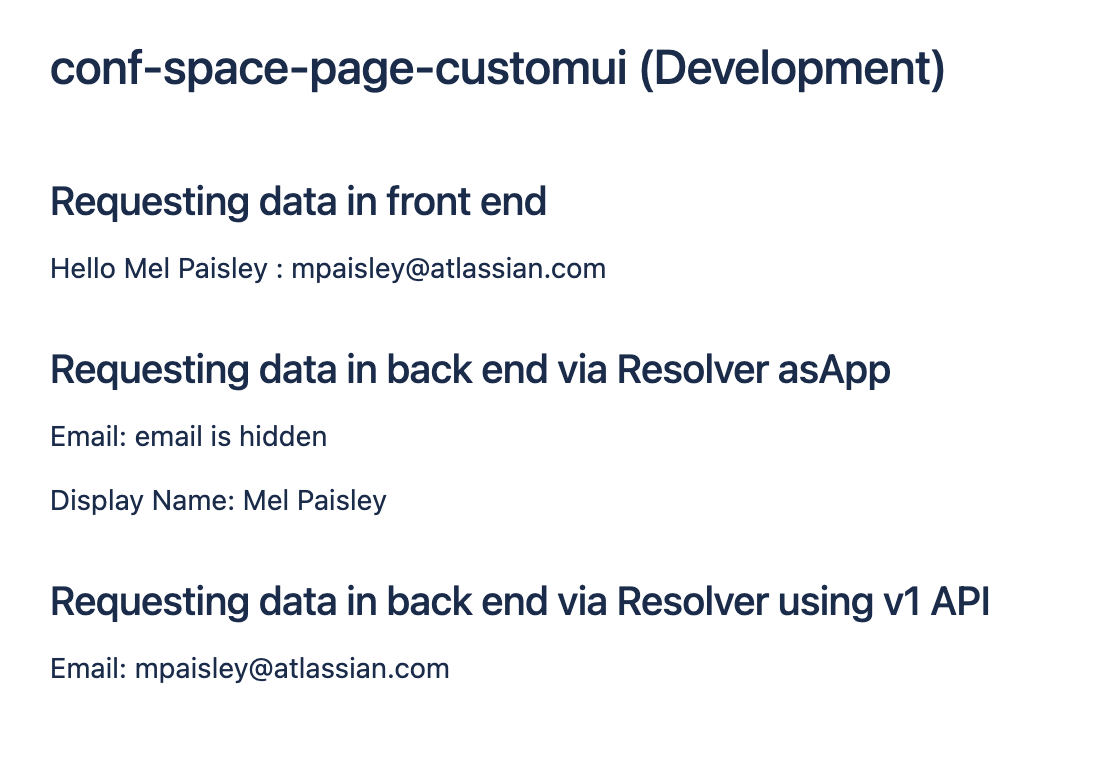 conf-space-page-customui (Development)
Requesting data in front end
Hello Mel Paisley : mpaisley@atlassian.com
Requesting data in back end via Resolver asApp
Email: email is hidden
Display Name: Mel Paisley
Requesting data in back end via Resolver using v1 API
Email: mpaisley@atlassian.com